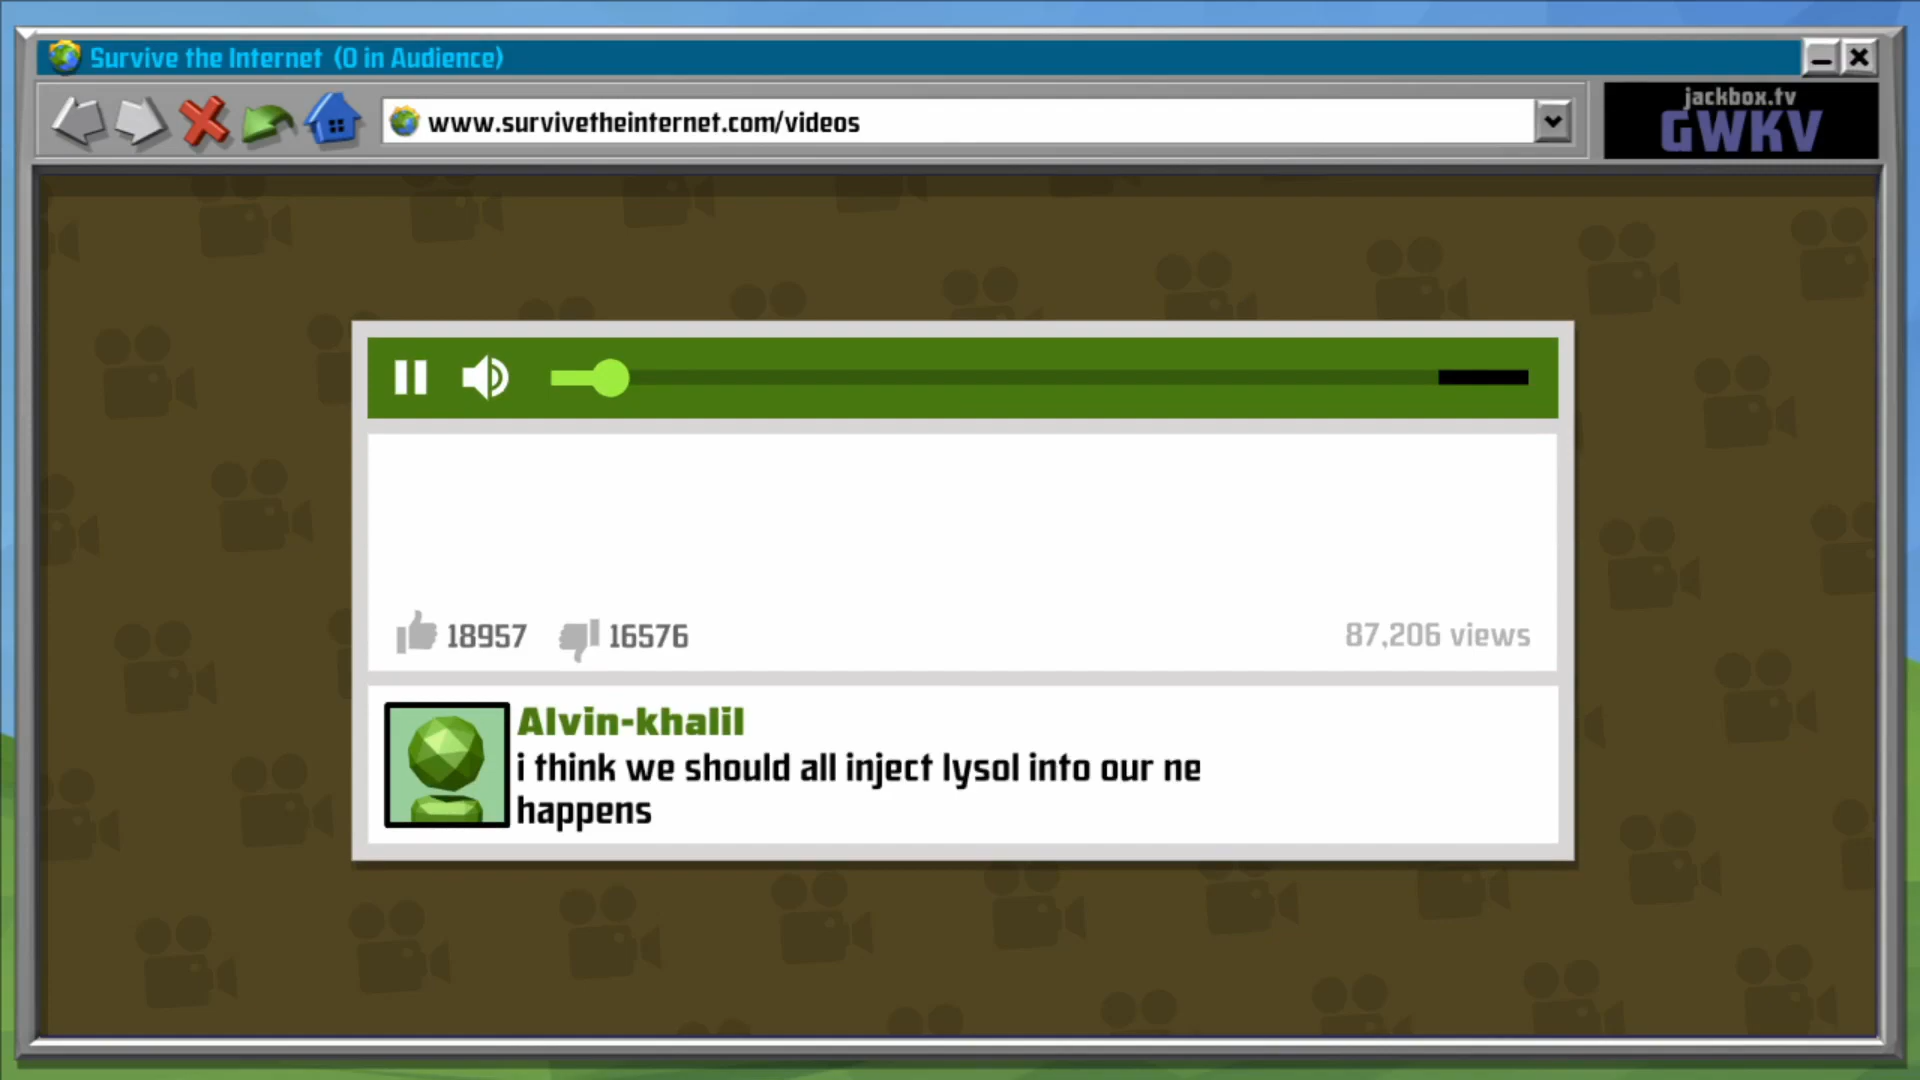 Survive the Internet (0 in Audience)
www.survivetheinternet.com/videos
jackbox.tv
GWKV
18957 16576 87,206 views
Alvin-khalil
i think we should all inject lysol into our ne
happens